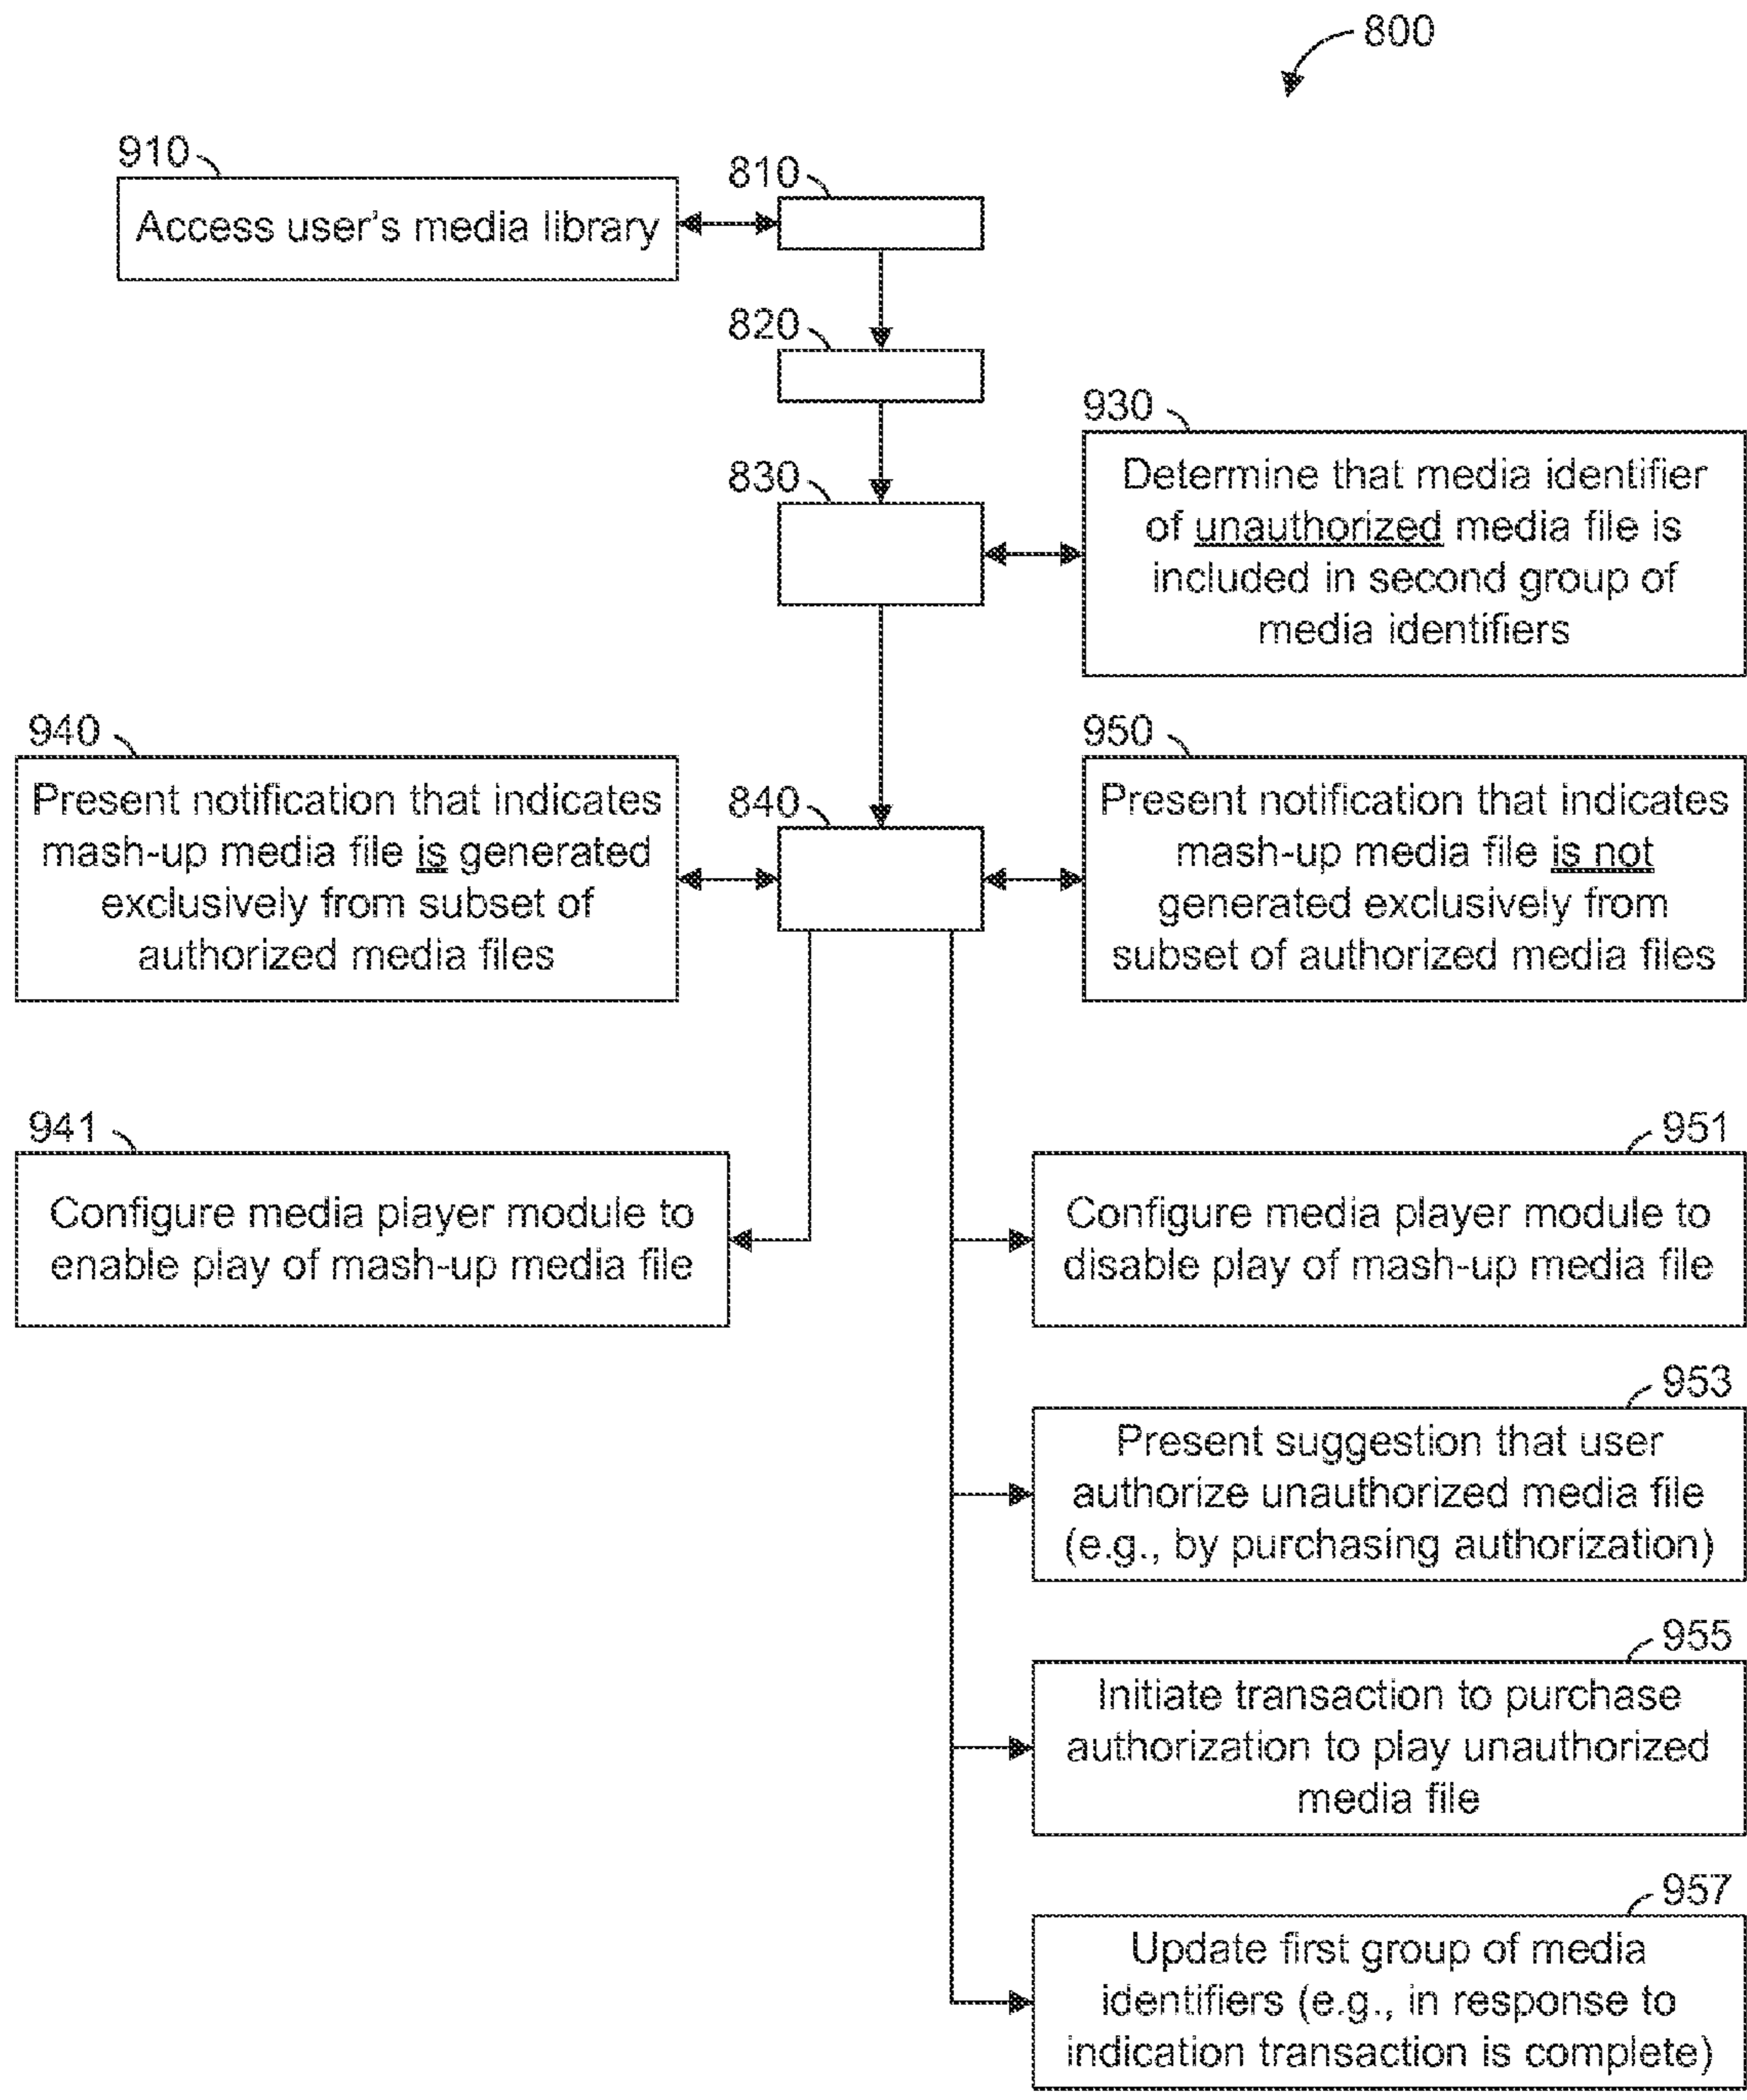 800
910
Access user's media library
810
820
930
Determine that media identifier
of unauthorized media file is
included in second group of
media identifiers
830
940
Present notification that indicates
mash-up media file is generated
exclusively from subset of
authorized media files
840
950
Present notification that indicates
mash-up media file is not
generated exclusively from
subset of authorized media files
941
Configure media player module to
enable play of mash-up media file
951
Configure media player module to
disable play of mash-up media file
953
Present suggestion that user
authorize unauthorized media file
(e.g., by purchasing authorization)
955
Initiate transaction to purchase
authorization to play unauthorized
media file
957
Update first group of media
identifiers (e.g., in response to
indication transaction is complete)